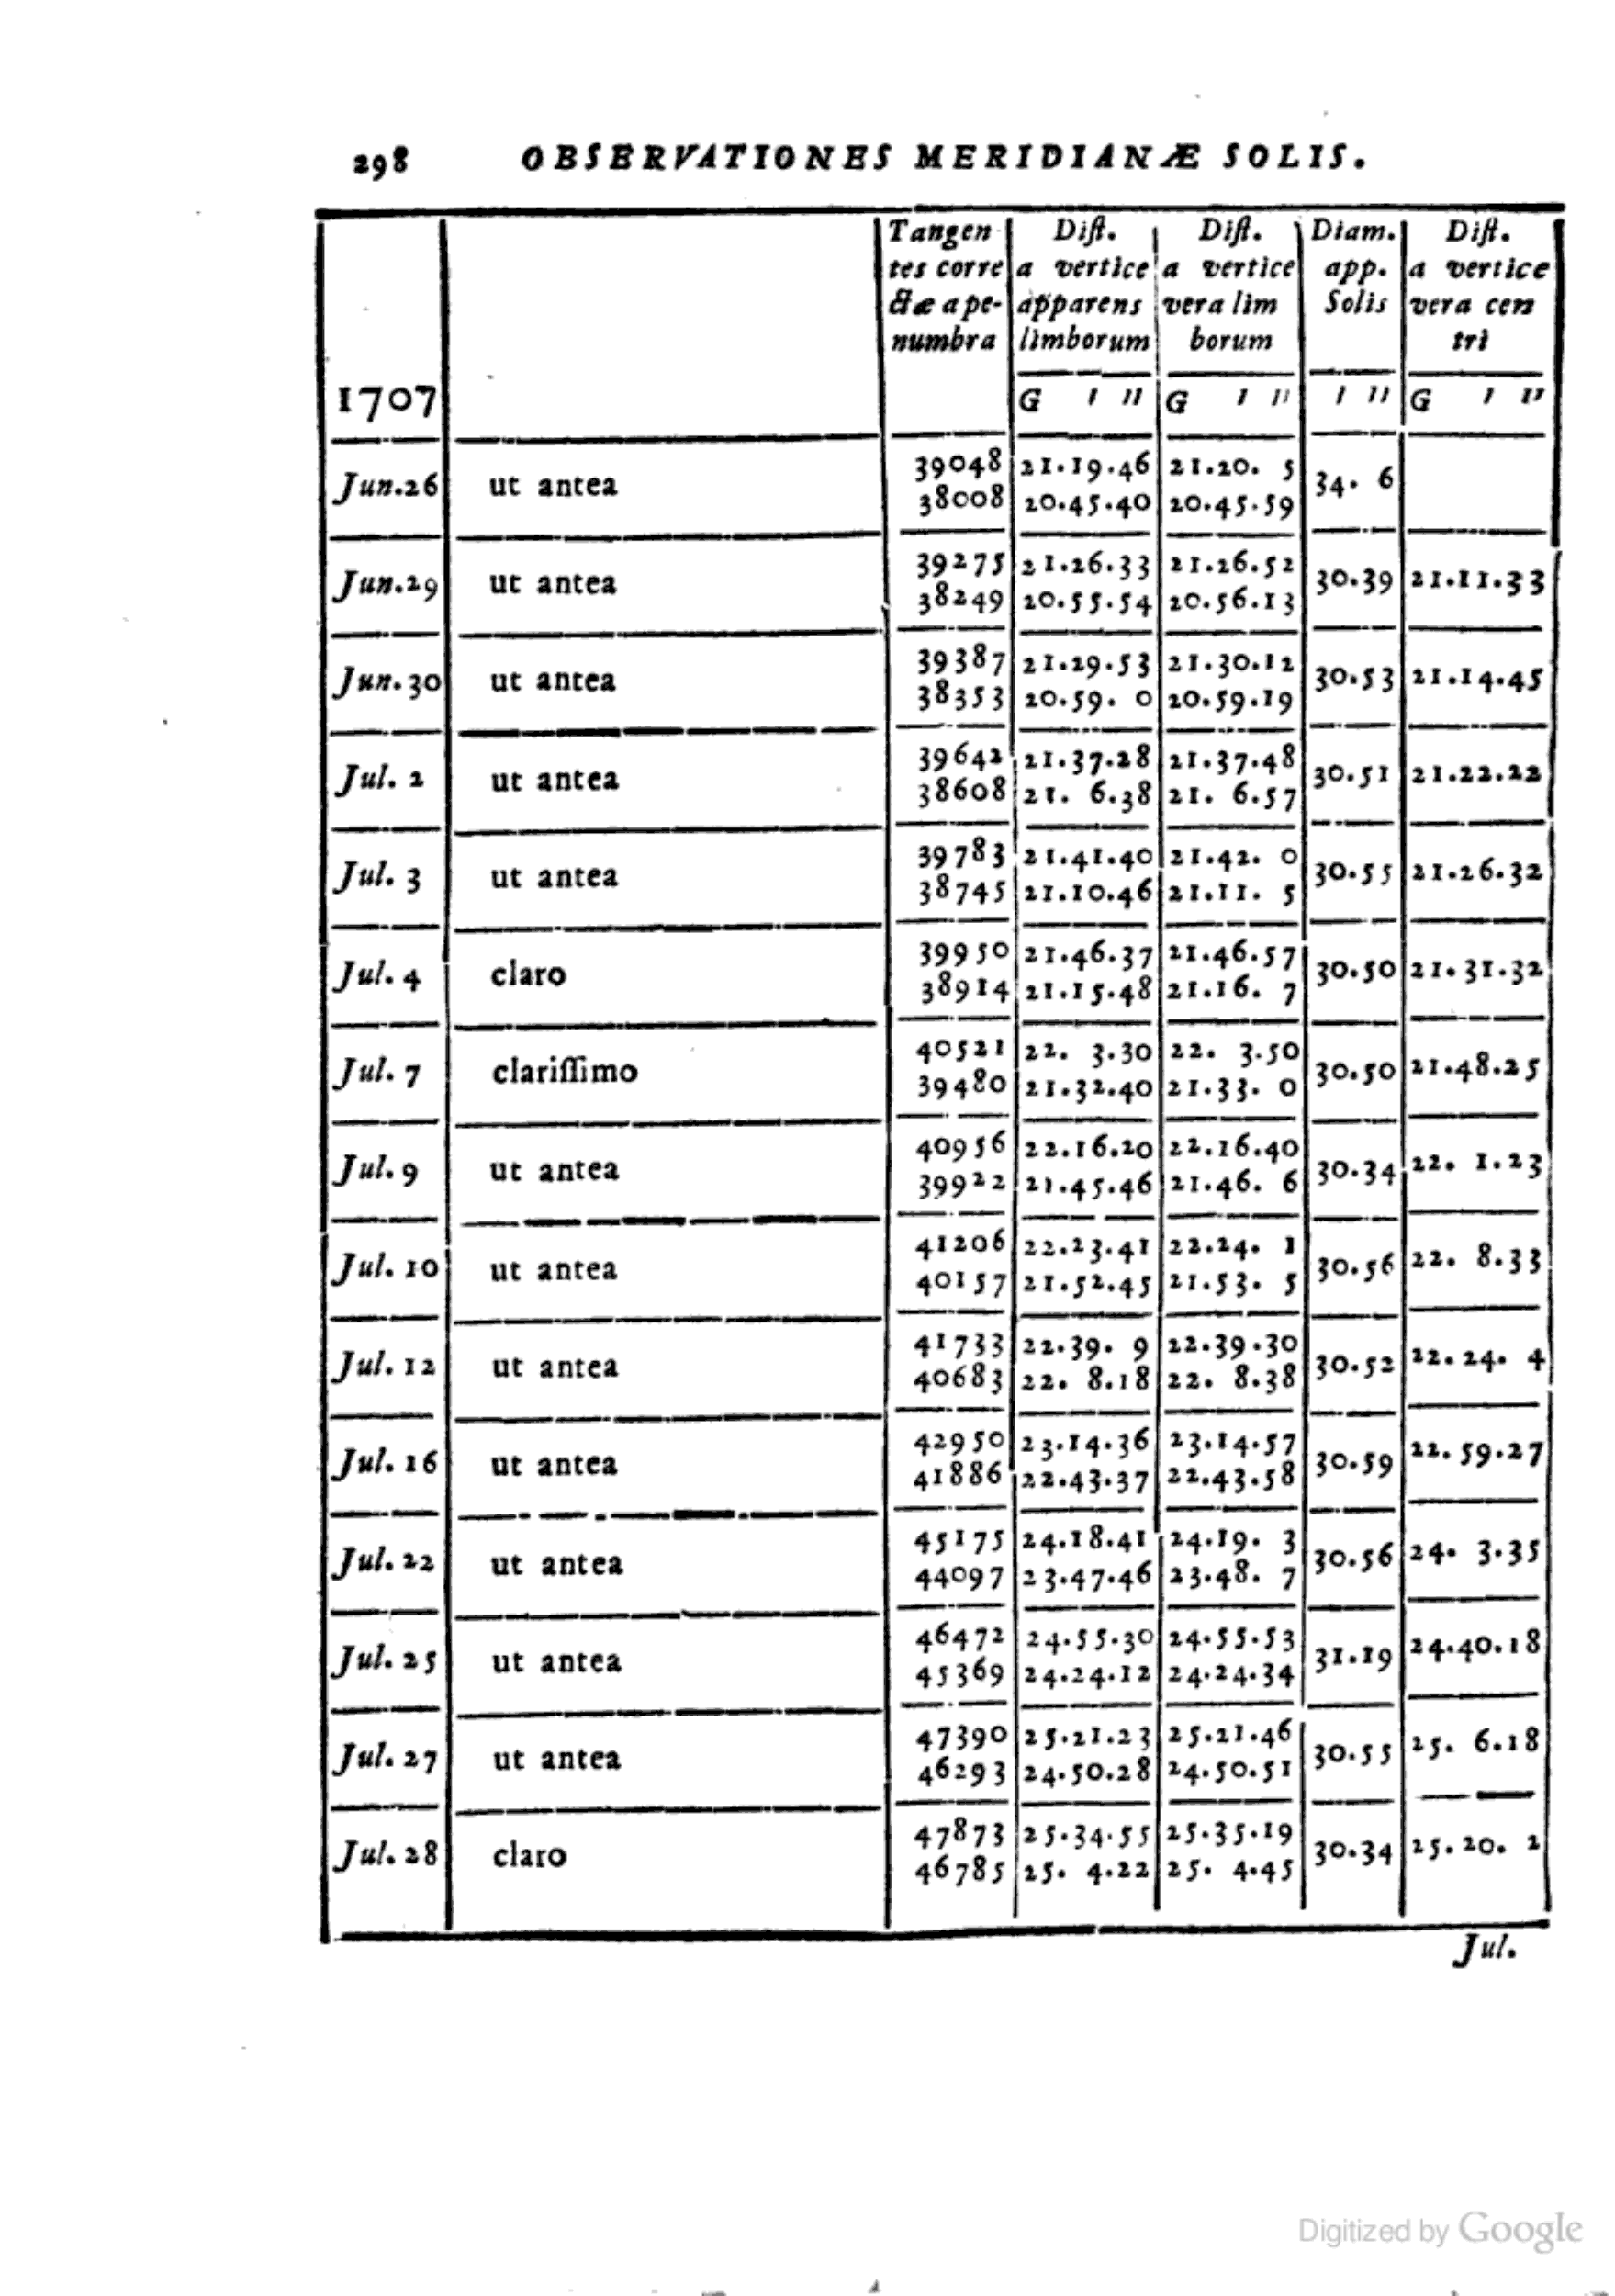 298 OBSERVATIONES MERIDIANÆ SOLIS.
Tangen Diſt. Diſt. Diam. Diſt.
tes corre a vertice a vertice app. a vertice
ctæ a pe- apparens vera lim Solis vera cen
numbra limborum borum tri
1707 G ' " G ' " ' " G ' "
39048 21.19.46 21.20. 5
Jun.26 ut antea 34. 6
38008 20.45.40 20.45.59
39275 21.26.33 21.26.52
Jun.29 ut antea 30.39 21.11.33
38249 20.55.54 20.56.13
39387 21.29.53 21.30.12
Jun.30 ut antea 30.53 21.14.45
38353 20.59. 0 20.59.19
39642 21.37.28 21.37.48
Jul. 2 ut antea 30.51 21.22.22
38608 21. 6.38 21. 6.57
39783 21.41.40 21.42. 0
Jul. 3 ut antea 30.55 21.26.32
38745 21.10.46 21.11. 5
39950 21.46.37 21.46.57
Jul. 4 claro 30.50 21.31.32
38914 21.15.48 21.16. 7
40521 22. 3.30 22. 3.50
Jul. 7 clariſſimo 30.50 21.48.25
39480 21.32.40 21.33. 0
40956 22.16.20 22.16.40
Jul. 9 ut antea 30.34 22. 1.23
39922 21.45.46 21.46. 6
41206 22.23.41 22.24. 1
Jul. 10 ut antea 30.56 22. 8.33
40157 21.52.45 21.53. 5
41733 22.39. 9 22.39.30
Jul. 12 ut antea 30.52 22.24. 4
40683 22. 8.18 22. 8.38
42950 23.14.36 23.14.57
Jul. 16 ut antea 30.59 22.59.27
41886 22.43.37 22.43.58
45175 24.18.41 24.19. 3
Jul. 22 ut antea 30.56 24. 3.35
44097 23.47.46 23.48. 7
46472 24.55.30 24.55.53
Jul. 25 ut antea 31.19 24.40.18
45369 24.24.12 24.24.34
47390 25.21.23 25.21.46
Jul. 27 ut antea 30.55 25. 6.18
46293 24.50.28 24.50.51
47873 25.34.55 25.35.19
Jul. 28 claro 30.34 25.20. 2
46785 25. 4.22 25. 4.45
Jul.
Digitized by Google